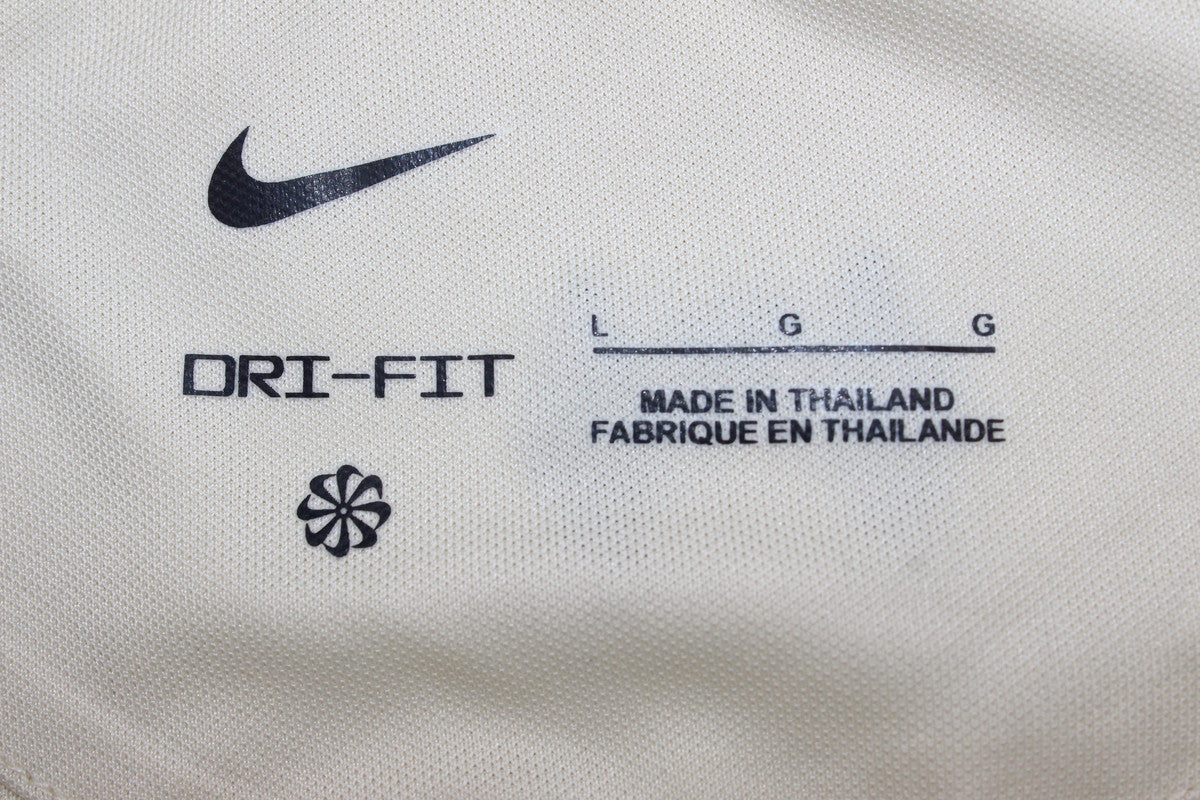 DRI-FIT
L G G
MADE IN THAILAND
FABRIQUE EN THAILANDE